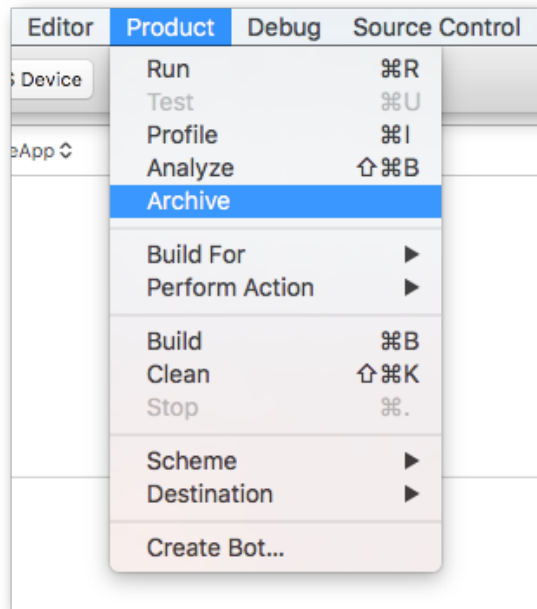 Editor Product Debug Source Control
S Device
Run ⌘R
Test ⌘U
eApp
Profile ⌘I
Analyze ⇧⌘B
Archive
Build For ▶
Perform Action ▶
Build ⌘B
Clean ⇧⌘K
Stop ⌘.
Scheme ▶
Destination ▶
Create Bot...